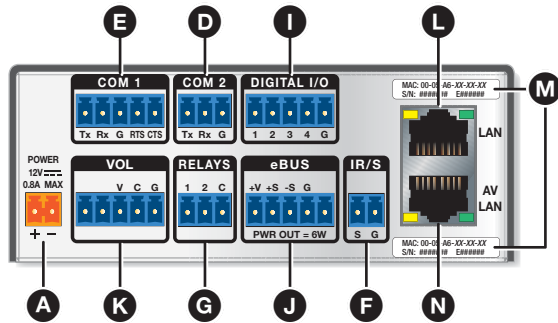 E D I L
COM 1 COM 2 DIGITAL I/O
Tx Rx G RTS CTS Tx Rx G 1 2 3 4 G
MAC: 00-05-A6-XX-XX-XX
S/N: ####### E######
M
LAN
POWER
12V
0.8A MAX
+ −
VOL RELAYS eBUS IR/S
V C G 1 2 C +V +S -S G
PWR OUT = 6W S G
AV
LAN
MAC: 00-05-A6-XX-XX-XX
S/N: ####### E######
A K G J F N